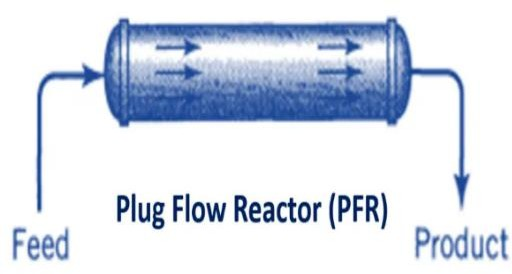 Plug Flow Reactor (PFR)
Feed
Product